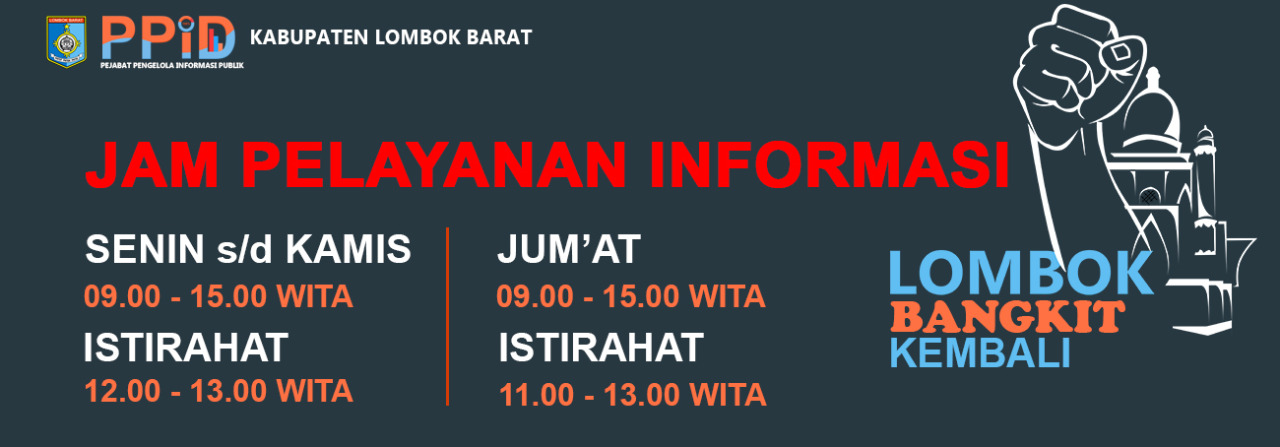 LOMBOK BARAT
PPiD
PEJABAT PENGELOLA INFORMASI PUBLIK
KABUPATEN LOMBOK BARAT
JAM PELAYANAN INFORMASI
SENIN s/d KAMIS
09.00 - 15.00 WITA
ISTIRAHAT
12.00 - 13.00 WITA
JUM’AT
09.00 - 15.00 WITA
ISTIRAHAT
11.00 - 13.00 WITA
LOMBOK
BANGKIT
KEMBALI